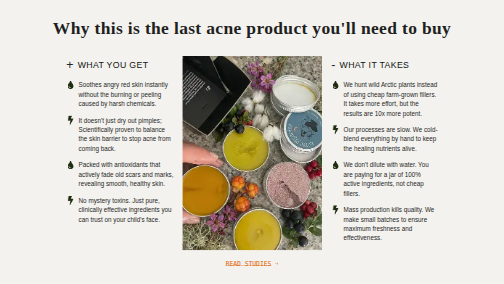 Why this is the last acne product you'll need to buy
+ WHAT YOU GET
Soothes angry red skin instantly
without the burning or peeling
caused by harsh chemicals.
It doesn't just dry out pimples;
Scientifically proven to balance
the skin barrier to stop acne from
coming back.
Packed with antioxidants that
actively fade old scars and marks,
revealing smooth, healthy skin.
No mystery toxins. Just pure,
clinically effective ingredients you
can trust on your child's face.
- WHAT IT TAKES
We hunt wild Arctic plants instead
of using cheap farm-grown fillers.
It takes more effort, but the
results are 10x more potent.
Our processes are slow. We cold-
blend everything by hand to keep
the healing nutrients alive.
We don't dilute with water. You
are paying for a jar of 100%
active ingredients, not cheap
fillers.
Mass production kills quality. We
make small batches to ensure
maximum freshness and
effectiveness.
READ STUDIES